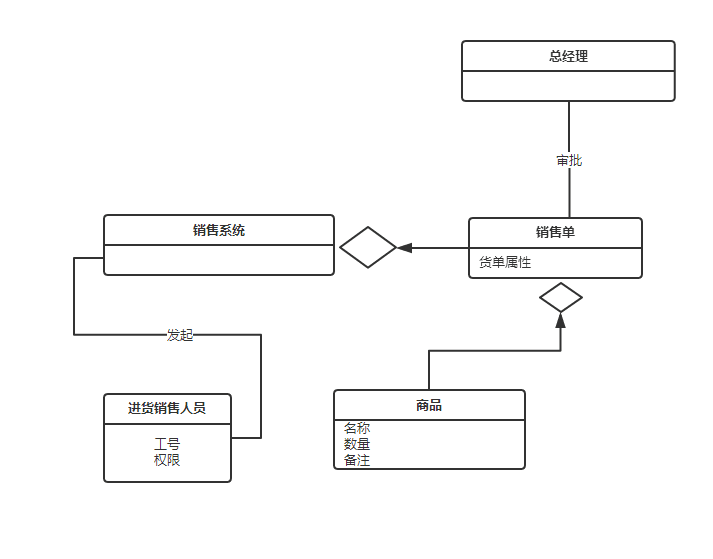 总经理
审批
销售系统
销售单
货单属性
发起
进货销售人员
工号
权限
商品
名称
数量
备注